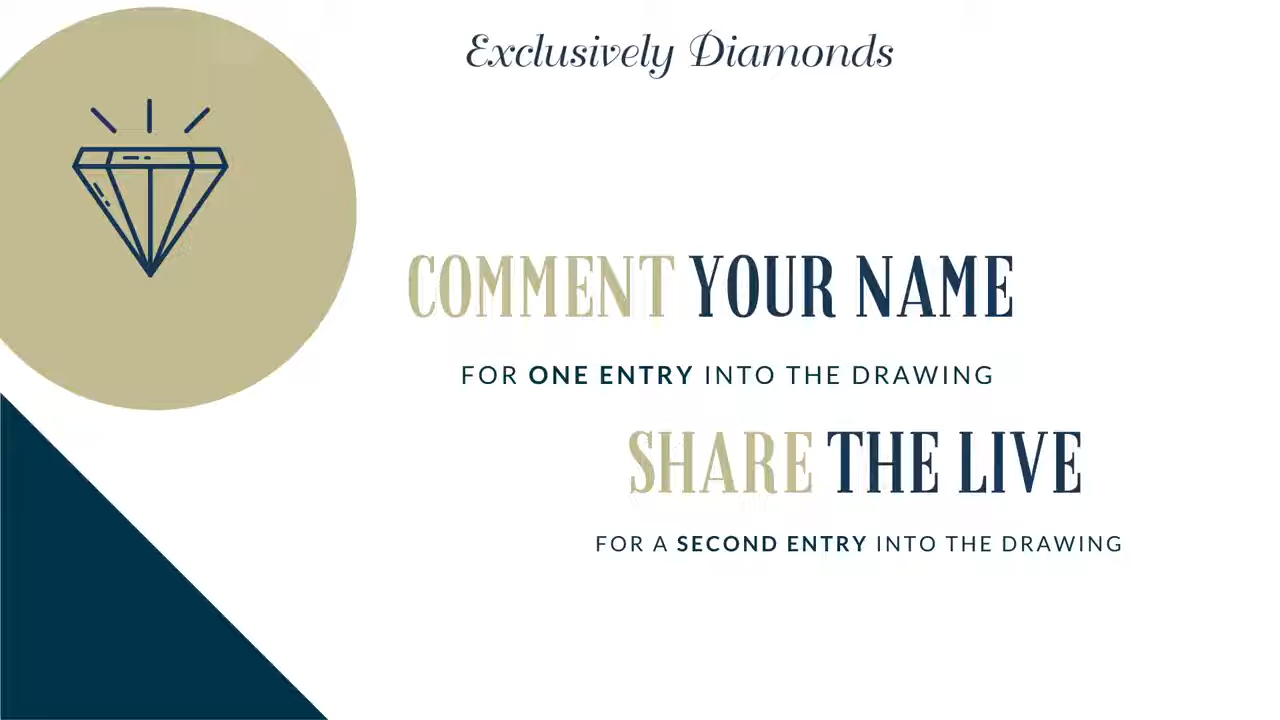 Exclusively Diamonds
COMMENT YOUR NAME
FOR ONE ENTRY INTO THE DRAWING
SHARE THE LIVE
FOR A SECOND ENTRY INTO THE DRAWING